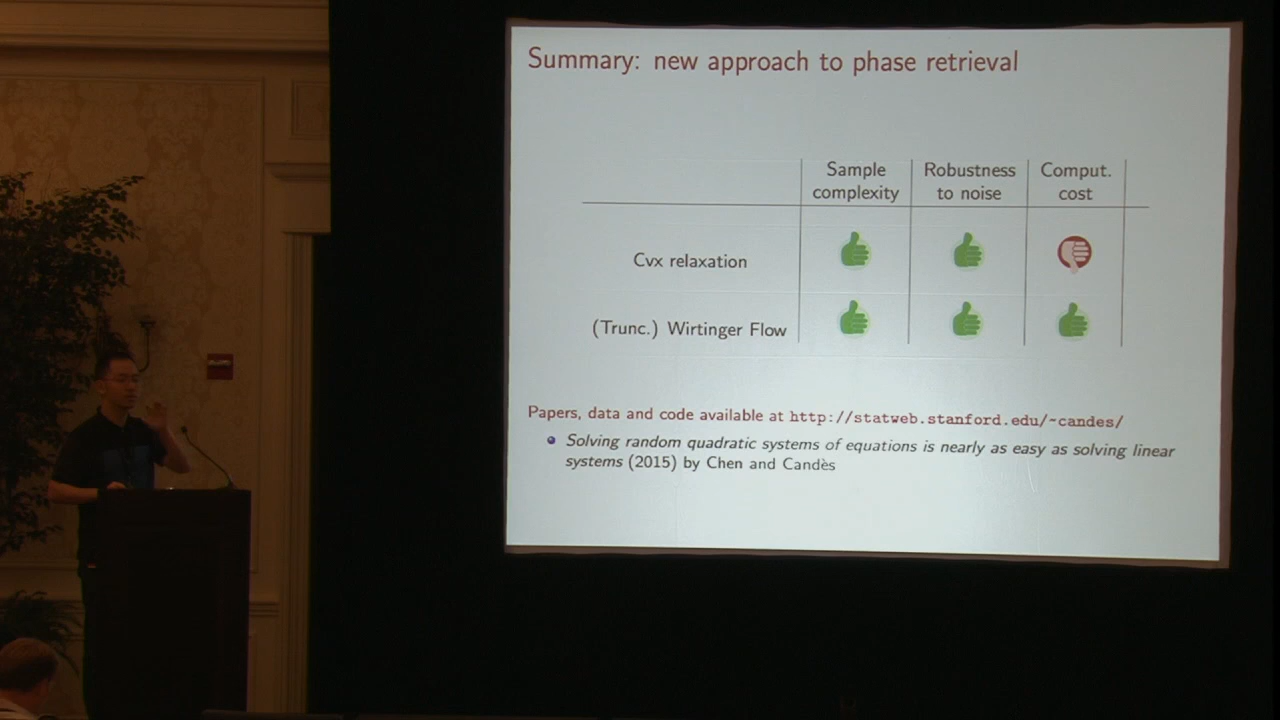 Summary: new approach to phase retrieval
Sample complexity
Robustness to noise
Comput. cost
Cvx relaxation
(Trunc.) Wirtinger Flow
Papers, data and code available at http://statweb.stanford.edu/~candes/
Solving random quadratic systems of equations is nearly as easy as solving linear
systems (2015) by Chen and Candès